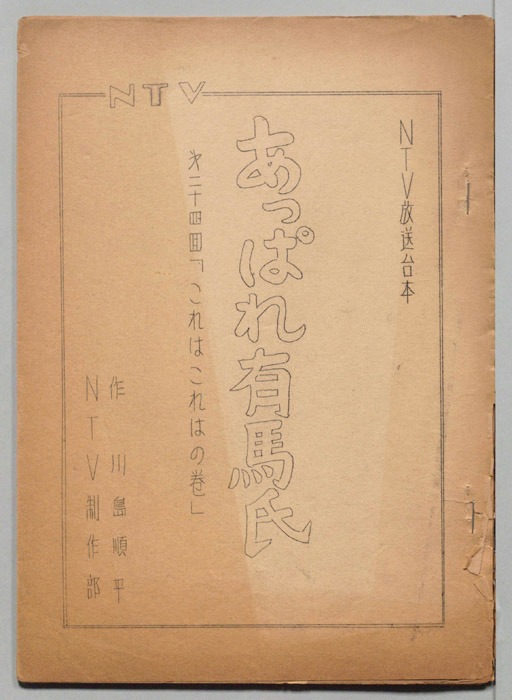 NTV
NTV放送台本
あっぱれ有馬氏
第二十四回「これはこれはの巻」
作 川島順平
NTV制作部